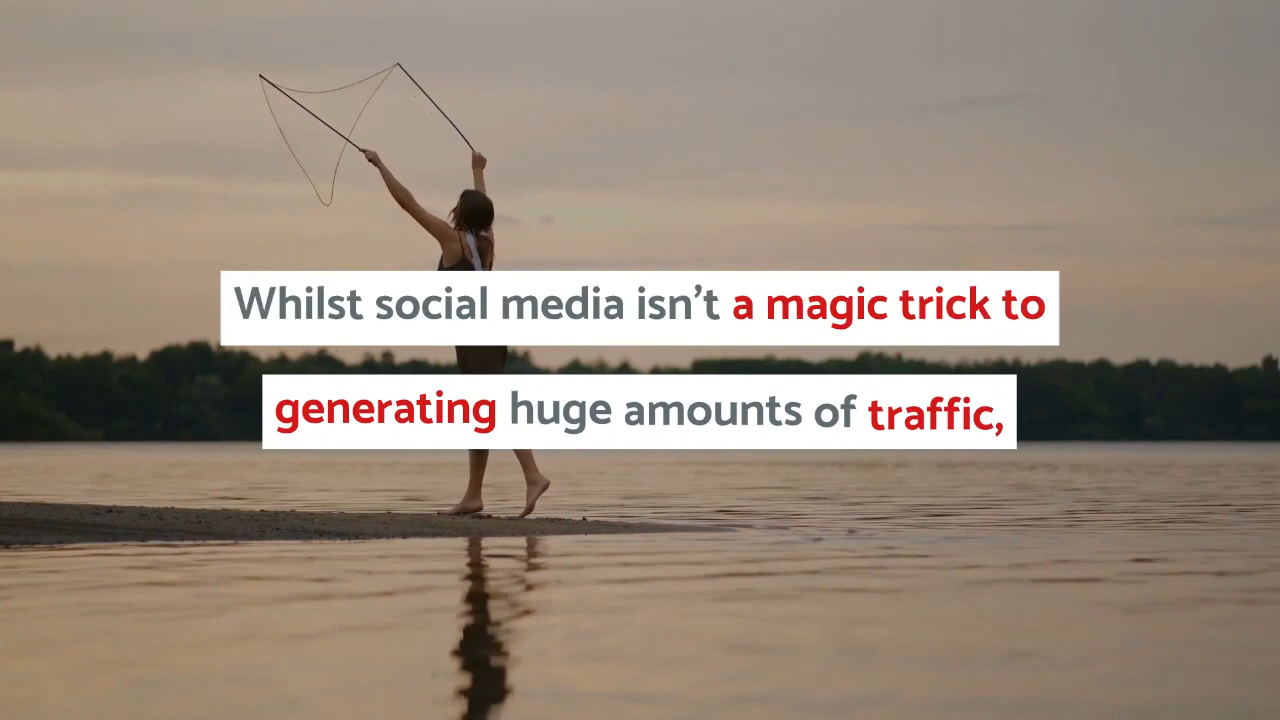 Whilst social media isn't a magic trick to
generating huge amounts of traffic,